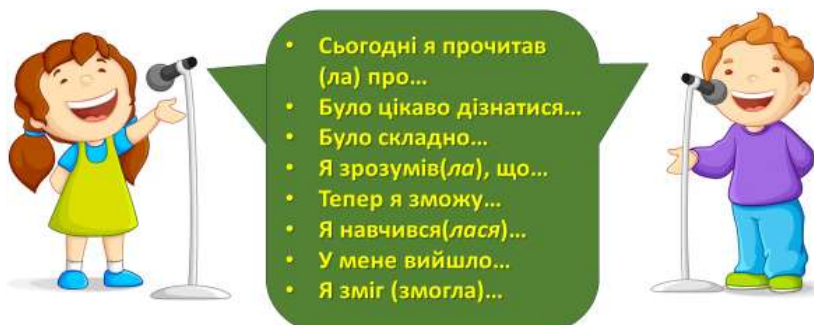 • Сьогодні я прочитав
(ла) про...
• Було цікаво дізнатися...
• Було складно...
• Я зрозумів(ла), що...
• Тепер я зможу...
• Я навчився(лася)...
• У мене вийшло...
• Я зміг (змогла)...